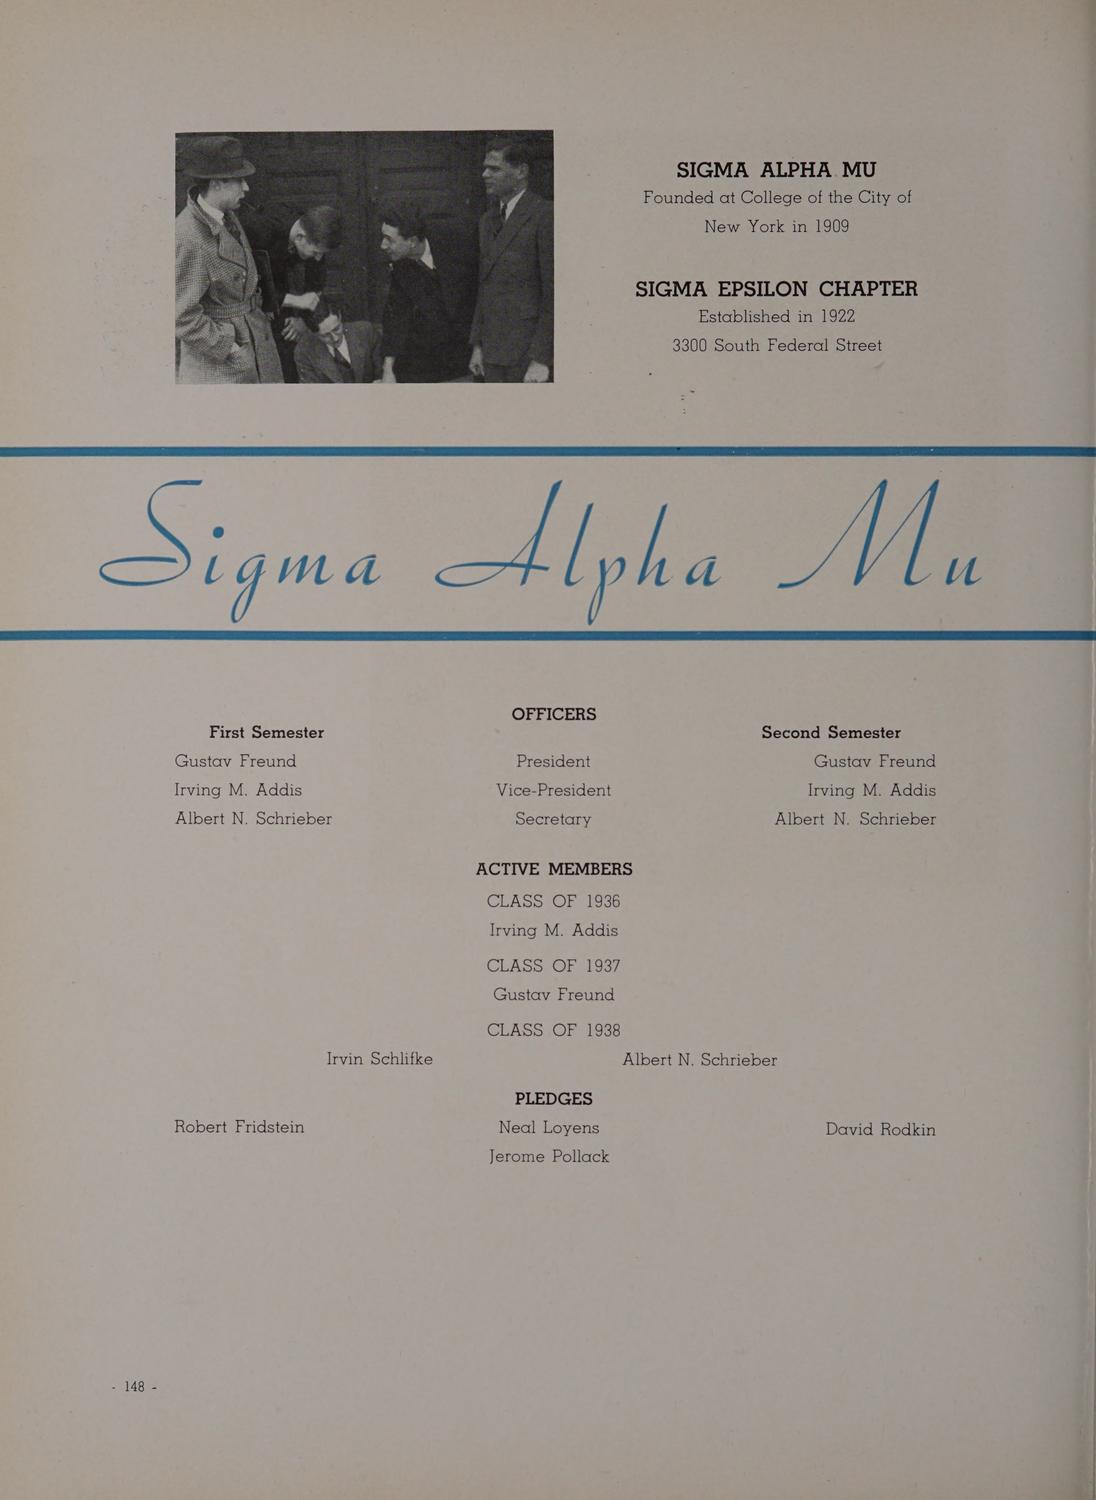 SIGMA ALPHA MU
Founded at College of the City of
New York in 1909
SIGMA EPSILON CHAPTER
Established in 1922
3300 South Federal Street
Sigma Alpha Mu
OFFICERS
First Semester Second Semester
Gustav Freund President Gustav Freund
Irving M. Addis Vice-President Irving M. Addis
Albert N. Schrieber Secretary Albert N. Schrieber
ACTIVE MEMBERS
CLASS OF 1936
Irving M. Addis
CLASS OF 1937
Gustav Freund
CLASS OF 1938
Irvin Schlifke Albert N. Schrieber
PLEDGES
Robert Fridstein Neal Loyens David Rodkin
Jerome Pollack
- 148 -